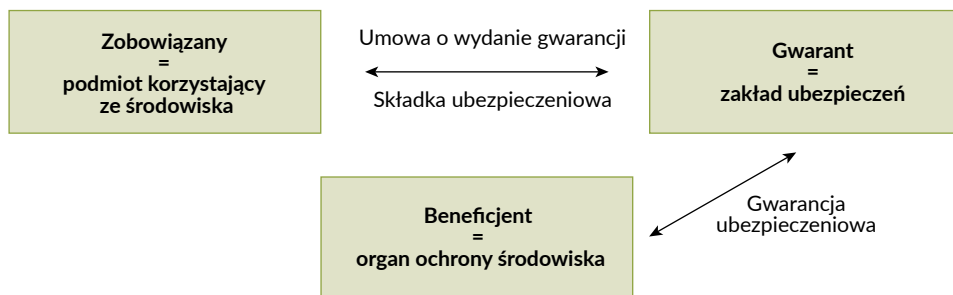 Zobowiązany
=
podmiot korzystający
ze środowiska
Umowa o wydanie gwarancji
Składka ubezpieczeniowa
Gwarant
=
zakład ubezpieczeń
Beneficjent
=
organ ochrony środowiska
Gwarancja
ubezpieczeniowa